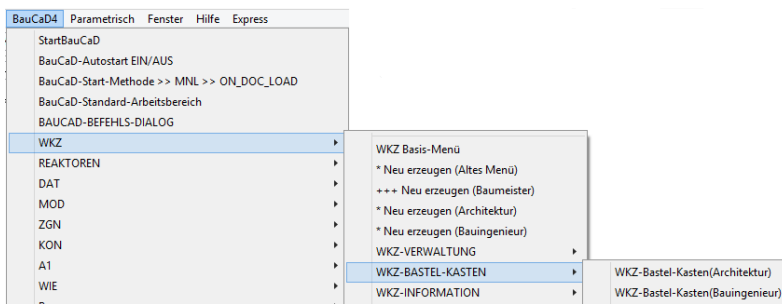 BauCaD4 Parametrisch Fenster Hilfe Express
StartBauCaD
BauCaD-Autostart EIN/AUS
BauCaD-Start-Methode >> MNL >> ON_DOC_LOAD
BauCaD-Standard-Arbeitsbereich
BAUCAD-BEFEHLS-DIALOG
WKZ
REAKTOREN
DAT
MOD
ZGN
KON
A1
WIE
WKZ Basis-Menü
* Neu erzeugen (Altes Menü)
+++ Neu erzeugen (Baumeister)
* Neu erzeugen (Architektur)
* Neu erzeugen (Bauingenieur)
WKZ-VERWALTUNG
WKZ-BASTEL-KASTEN
WKZ-INFORMATION
WKZ-Bastel-Kasten(Architektur)
WKZ-Bastel-Kasten(Bauingenieur)